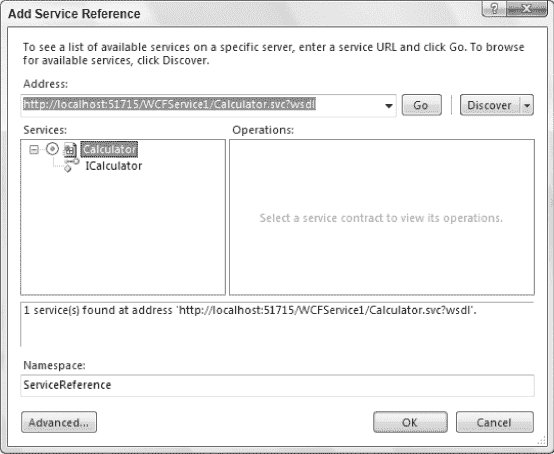 Add Service Reference
To see a list of available services on a specific server, enter a service URL and click Go. To browse
for available services, click Discover.
Address:
http://localhost:51715/WCFService1/Calculator.svc?wsdl
Go
Discover
Services:
Operations:
Calculator
ICalculator
Select a service contract to view its operations.
1 service(s) found at address 'http://localhost:51715/WCFService1/Calculator.svc?wsdl'.
Namespace:
ServiceReference
Advanced...
OK
Cancel